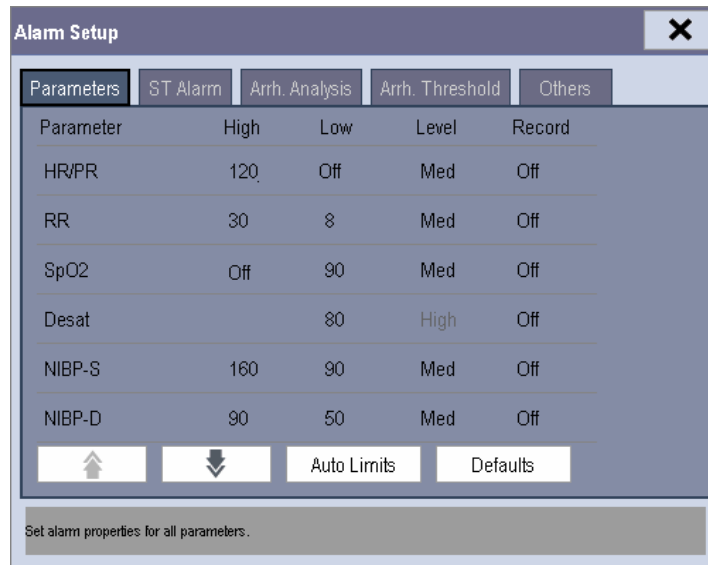 Alarm Setup
Parameters ST Alarm Arrh. Analysis Arrh. Threshold Others
Parameter High Low Level Record
HR/PR 120 Off Med Off
RR 30 8 Med Off
SpO2 Off 90 Med Off
Desat 80 High Off
NIBP-S 160 90 Med Off
NIBP-D 90 50 Med Off
Auto Limits Defaults
Set alarm properties for all parameters.